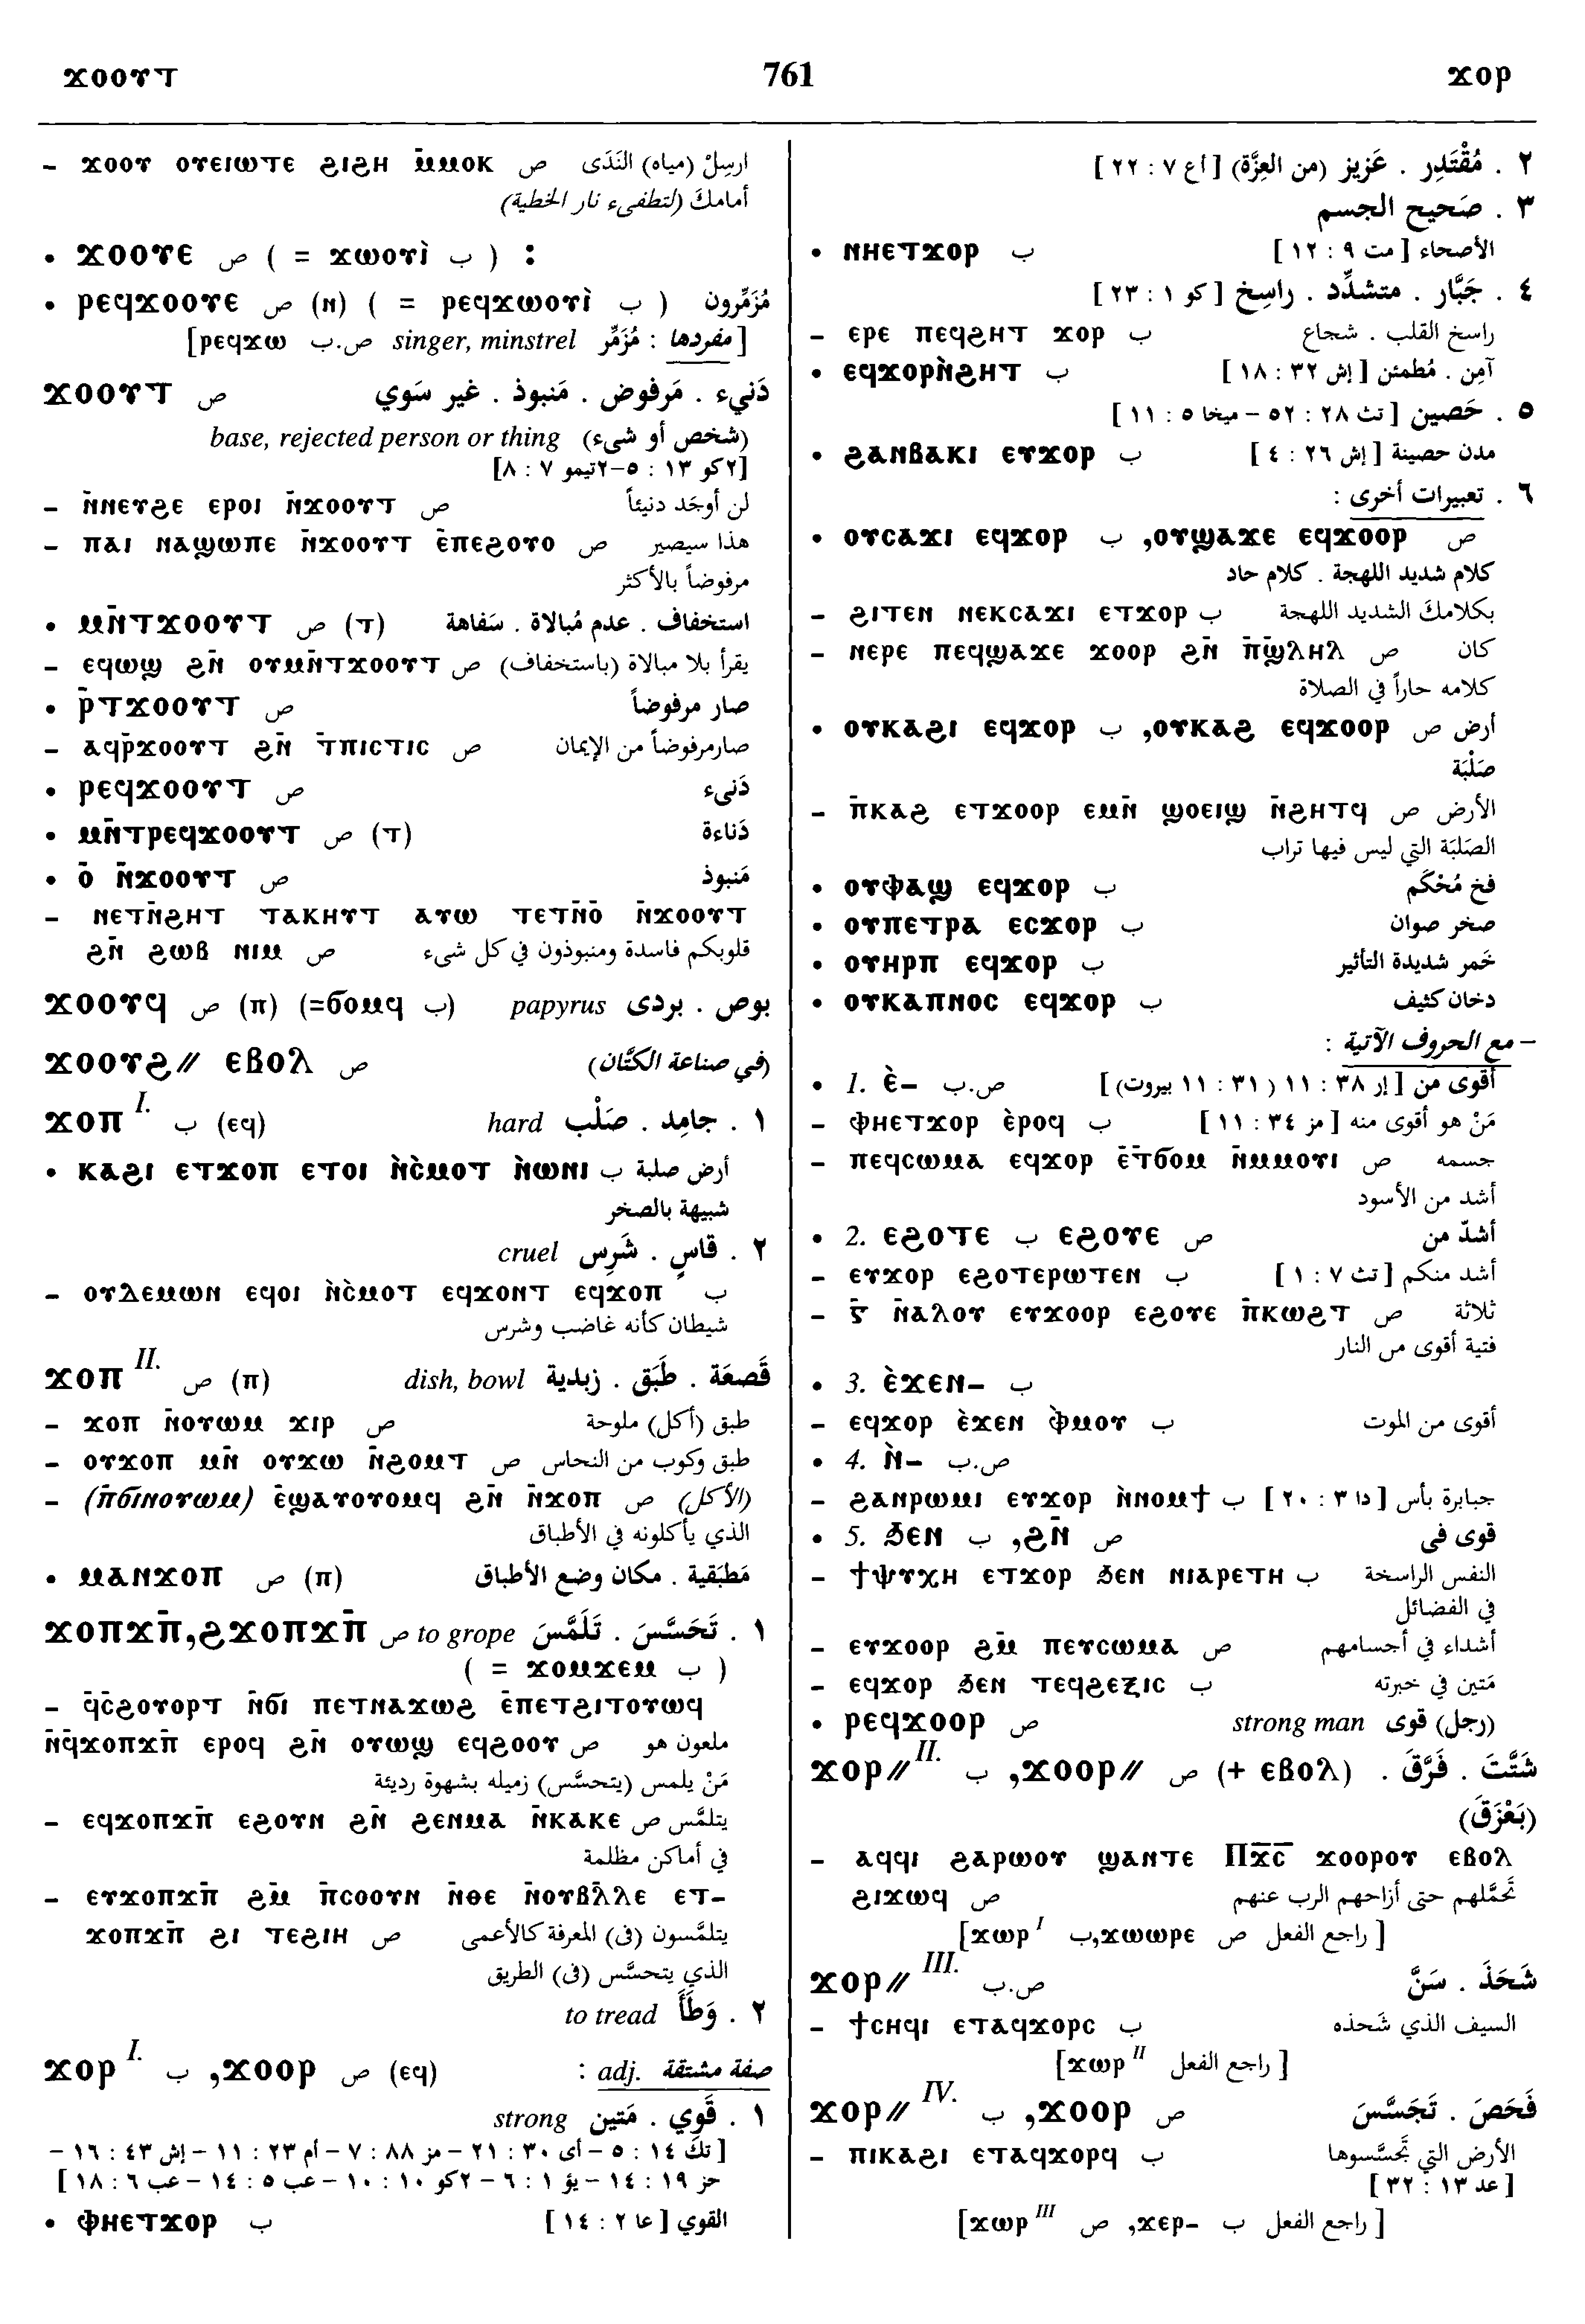 ϫⲟⲟⲩⲧ 761 ϫⲟⲣ
– ϫⲟⲟⲩ ⲟⲩⲉⲓⲱⲧⲉ ϩⲓϩⲏ ⲙ̄ⲙⲟⲕ ص ارسِلْ (مياه) النَدَى
أمامكَ (لتطفىء نار الخطية)
• ϫⲟⲟⲩⲉ ص ( = ϫⲱⲟⲩⲓ̀ ب ) :
• ⲣⲉϥϫⲟⲟⲩⲉ ص (ⲛ) ( = ⲣⲉϥϫⲱⲟⲩⲓ̀ ب ) مُزَمِّرون
[مفردها : مُزَمِّر singer, minstrel ص.ب ⲣⲉϥϫⲱ]
ϫⲟⲟⲩⲧ ص دَنيء . مَرفوض . مَنبوذ . غير سَوي
(شخص أو شىء) base, rejected person or thing
[٢كو ١٣ : ٥-٢تيمو ٧ : ٨]
– ⲛ̄ⲛⲉⲩϩⲉ ⲉⲣⲟⲓ ⲛ̄ϫⲟⲟⲩⲧ ص لن أوجَد دنيئاً
– ⲡⲁⲓ ⲛⲁϣⲱⲡⲉ ⲛ̄ϫⲟⲟⲩⲧ ⲉ̄ⲡⲉϩⲟⲩⲟ ص هذا سيصير
مرفوضاً بالأكثر
• ⲙⲛ̄ⲧϫⲟⲟⲩⲧ ص (ⲧ) استخفاف . عدم مُبالاة . سَفاهة
– ⲉϥⲱϣ ϩⲛ̄ ⲟⲩⲙⲛ̄ⲧϫⲟⲟⲩⲧ ص يقرأ بلا مبالاة (باستخفاف)
• ⲣ̄ⲧϫⲟⲟⲩⲧ ص صار مرفوضاً
– ⲁϥⲣ̄ϫⲟⲟⲩⲧ ϩⲛ̄ ⲧ̄ⲡⲓⲥⲧⲓⲥ ص صارمرفوضاً من الإيمان
• ⲣⲉϥϫⲟⲟⲩⲧ ص دَنىء
• ⲙⲛ̄ⲧⲣⲉϥϫⲟⲟⲩⲧ ص (ⲧ) دَناءة
• ⲟ̄ ⲛ̄ϫⲟⲟⲩⲧ ص مَنبوذ
– ⲛⲉⲧⲛ̄ϩⲏⲧ ⲧⲁⲕⲏⲩⲧ ⲁⲩⲱ ⲧⲉⲧⲛ̄ⲟ̄ ⲛ̄ϫⲟⲟⲩⲧ
ϩⲛ̄ ϩⲱⲃ ⲛⲓⲙ ص قلوبكم فاسدة ومنبوذون في كل شىء
ϫⲟⲟⲩϥ ص (ⲡ) (=ϭⲟⲙϥ ب) papyrus بوص . بردى
ϫⲟⲟⲩϩ⫽ ⲉⲃⲟⲗ ص (في صناعة الكتَّان)
ϫⲟⲡ I. ب (ⲉϥ) hard ١ . جامِد . صَلْب
• ⲕⲁϩⲓ ⲉⲧϫⲟⲡ ⲉⲧⲟⲓ ⲛ̀ⲥ̀ⲙⲟⲧ ⲛ̀ⲱⲛⲓ ب أرض صلبة
شبيهة بالصخر
٢ . قاسٍ . شَرِس cruel
– ⲟⲩⲇⲉⲙⲱⲛ ⲉϥⲟⲓ ⲛ̀ⲥ̀ⲙⲟⲧ ⲉϥϫⲟⲛⲧ ⲉϥϫⲟⲡ ب
شيطان كأنه غاضب وشرس
ϫⲟⲡ II. ص (ⲡ) dish, bowl قَصعَة . طَبَق . زبدية
– ϫⲟⲡ ⲛ̄ⲟⲩⲱⲙ ϫⲓⲣ ص طبق (أكل) ملوحة
– ⲟⲩϫⲟⲡ ⲙⲛ̄ ⲟⲩϫⲱ ⲛ̄ϩⲟⲙⲧ ص طبق وكوب من النحاس
– (ⲡ̄ϭⲓⲛⲟⲩⲱⲙ) ⲉ̄ϣⲁⲩⲟⲩⲟⲙϥ ϩⲛ̄ ⲛ̄ϫⲟⲡ ص (الأكل)
الذي يأكلونه في الأطباق
• ⲙⲁⲛϫⲟⲡ ص (ⲡ) مَطبَقية . مكان وضع الأطباق
ϫⲟⲡϫⲡ̄,ϩϫⲟⲡϫⲡ̄ ص to grope ١ . تَحَسَّسَ . تَلَمَّسَ
( = ϫⲟⲙϫⲉⲙ ب )
– ϥ̄ⲥ̄ϩⲟⲩⲟⲣⲧ ⲛ̄ϭⲓ ⲡⲉⲧⲛⲁϫⲱϩ ⲉ̄ⲡⲉⲧϩⲓⲧⲟⲩⲱϥ
ⲛ̄ϥϫⲟⲡϫⲡ̄ ⲉⲣⲟϥ ϩⲛ̄ ⲟⲩⲱϣ ⲉϥϩⲟⲟⲩ ص ملعون هو
مَنْ يلمس (يتحسَّس) زميله بشهوة رديئة
– ⲉϥϫⲟⲡϫⲡ̄ ⲉϩⲟⲩⲛ ϩⲛ̄ ϩⲉⲛⲙⲁ ⲛ̄ⲕⲁⲕⲉ ص يتلمَّس
في أماكن مظلمة
– ⲉⲩϫⲟⲡϫⲡ̄ ϩⲙ̄ ⲡ̄ⲥⲟⲟⲩⲛ ⲛ̄ⲑⲉ ⲛ̄ⲟⲩⲃⲗ̄ⲗⲉ ⲉⲧ-
ϫⲟⲡϫⲡ̄ ϩⲓ ⲧⲉϩⲓⲏ ص يتلمَّسون (فى) المعرفة كالأعمى
الذي يتحسَّس (فى) الطريق
٢ . وَطَأَ to tread
ϫⲟⲣ I. ب ,ϫⲟⲟⲣ ص (ⲉϥ) صفة مشتقة adj. :
١ . قَوِي . مَتين strong
[تك ١٤ : ٥ – أى ٣٠ : ٢١ – مز ٨٨ : ٧ – أم ٢٣ : ١١ – إش ٤٣ : ١٦ –
حز ١٩ : ١٤ – يؤ ١ : ٦ – ٢كو ١٠ : ١٠ – عب ٥ : ١٤ – عب ٦ : ١٨ ]
• ⲫⲏⲉⲧϫⲟⲣ ب القوي [ عا ٢ : ١٤ ]
٢ . مُقْتَدِر . عَزيز (من العِزَّة) [ أع ٧ : ٢٢ ]
٣ . صَحيح الجسم
• ⲛⲏⲉⲧϫⲟⲣ ب الأصحاء [ مت ٩ : ١٢ ]
٤ . جَبَّار . متشدِّد . راسِخ [ كو ١ : ٢٣ ]
– ⲉⲣⲉ ⲡⲉϥϩⲏⲧ ϫⲟⲣ ب راسخ القلب . شجاع
• ⲉϥϫⲟⲣⲛ̀ϩⲏⲧ ب آمِن . مُطمئن [ إش ٣٢ : ١٨ ]
٥ . حَصين [ تث ٢٨ : ٥٢ – ميخا ٥ : ١١ ]
• ϩⲁⲛⲃⲁⲕⲓ ⲉⲩϫⲟⲣ ب مدن حصينة [ إش ٢٦ : ٤ ]
٦ . تعبيرات أخرى :
• ⲟⲩⲥⲁϫⲓ ⲉϥϫⲟⲣ ب ,ⲟⲩϣⲁϫⲉ ⲉϥϫⲟⲟⲣ ص
كلام شديد اللهجة . كلام حاد
– ϩⲓⲧⲉⲛ ⲛⲉⲕⲥⲁϫⲓ ⲉⲧϫⲟⲣ ب بكلامكَ الشديد اللهجة
– ⲛⲉⲣⲉ ⲡⲉϥϣⲁϫⲉ ϫⲟⲟⲣ ϩⲛ̄ ⲡ̄ϣ̄ⲗⲏⲗ ص كان
كلامه حاراً في الصلاة
• ⲟⲩⲕⲁϩⲓ ⲉϥϫⲟⲣ ب ,ⲟⲩⲕⲁϩ ⲉϥϫⲟⲟⲣ ص أرض
صَلْبَة
– ⲡ̄ⲕⲁϩ ⲉⲧϫⲟⲟⲣ ⲉⲙⲛ̄ ϣⲟⲉⲓϣ ⲛ̄ϩⲏⲧϥ ص الأرض
الصَلبَة التي ليس فيها تراب
• ⲟⲩⲫⲁϣ ⲉϥϫⲟⲣ ب فخ مُحْكَم
• ⲟⲩⲡⲉⲧⲣⲁ ⲉⲥϫⲟⲣ ب صخر صوان
• ⲟⲩⲏⲣⲡ ⲉϥϫⲟⲣ ب خَمر شديدة التأثير
• ⲟⲩⲕⲁⲡⲛⲟⲥ ⲉϥϫⲟⲣ ب دخان كثيف
– مع الحروف الآتية :
• 1. ⲉ̀– ص.ب أقوى من [ إر ٣٨ : ١١ ( ٣١ : ١١ بيروت) ]
– ⲫⲏⲉⲧϫⲟⲣ ⲉ̀ⲣⲟϥ ب مَنْ هو أقوى منه [ مز ٣٤ : ١١ ]
– ⲡⲉϥⲥⲱⲙⲁ ⲉϥϫⲟⲣ ⲉ̄ⲧ̄ϭⲟⲙ ⲛ̄ⲙⲙⲟⲩⲓ ص جسمه
أشد من الأسود
• 2. ⲉϩⲟⲧⲉ ب ⲉϩⲟⲩⲉ ص أشدّ من
– ⲉⲩϫⲟⲣ ⲉϩⲟⲧⲉⲣⲱⲧⲉⲛ ب أشد منكم [ تث ٧ : ١ ]
– ⲅ̄ ⲛ̄ⲁⲗⲟⲩ ⲉⲩϫⲟⲟⲣ ⲉϩⲟⲩⲉ ⲡ̄ⲕⲱϩⲧ ص ثلاثة
فتية أقوى من النار
• 3. ⲉ̀ϫⲉⲛ– ب
– ⲉϥϫⲟⲣ ⲉ̀ϫⲉⲛ ⲫ̀ⲙⲟⲩ ب أقوى من الموت
• 4. ⲛ̀– ص.ب
– ϩⲁⲛⲣⲱⲙⲓ ⲉⲩϫⲟⲣ ⲛ̀ⲛⲟⲙϯ ب جبابرة بأس [ دا ٣ : ٢٠ ]
• 5. ϧⲉⲛ ب ,ϩⲛ̄ ص قوى فى
– ϯⲯⲩⲭⲏ ⲉⲧϫⲟⲣ ϧⲉⲛ ⲛⲓⲁⲣⲉⲧⲏ ب النفس الراسخة
في الفضائل
– ⲉⲩϫⲟⲟⲣ ϩⲙ̄ ⲡⲉⲩⲥⲱⲙⲁ ص أشداء في أجسامهم
– ⲉϥϫⲟⲣ ϧⲉⲛ ⲧⲉϥϩⲉⲝⲓⲥ ب مَتين في خبرته
• ⲣⲉϥϫⲟⲟⲣ ص strong man (رجل) قوى
ϫⲟⲣ⫽ II. ب ,ϫⲟⲟⲣ⫽ ص (+ ⲉⲃⲟⲗ) شَتَّتَ . فَرَّقَ .
(بَعْزَقَ)
– ⲁϥϥⲓ ϩⲁⲣⲱⲟⲩ ϣⲁⲛⲧⲉ Ⲡϫ̄ⲥ̄ ϫⲟⲟⲣⲟⲩ ⲉⲃⲟⲗ
ϩⲓϫⲱϥ ص تحَمَّلهم حتى أزاحهم الرب عنهم
[ راجع الفعل ص ϫⲱⲱⲣⲉ,ب ϫⲱⲣ I]
ϫⲟⲣ⫽ III. ص.ب شَحَذَ . سَنَّ
– ϯⲥⲏϥⲓ ⲉⲧⲁϥϫⲟⲣⲥ ب السيف الذي شَحذه
[ راجع الفعل ϫⲱⲣ II]
ϫⲟⲣ⫽ IV. ب ,ϫⲟⲟⲣ ص فَحَصَ . تَجَسَّسَ
– ⲡⲓⲕⲁϩⲓ ⲉⲧⲁϥϫⲟⲣϥ ب الأرض التي تجَسَّسوها
[ عد ١٣ : ٣٢ ]
[ راجع الفعل ب ϫⲉⲣ-, ص ϫⲱⲣ III]